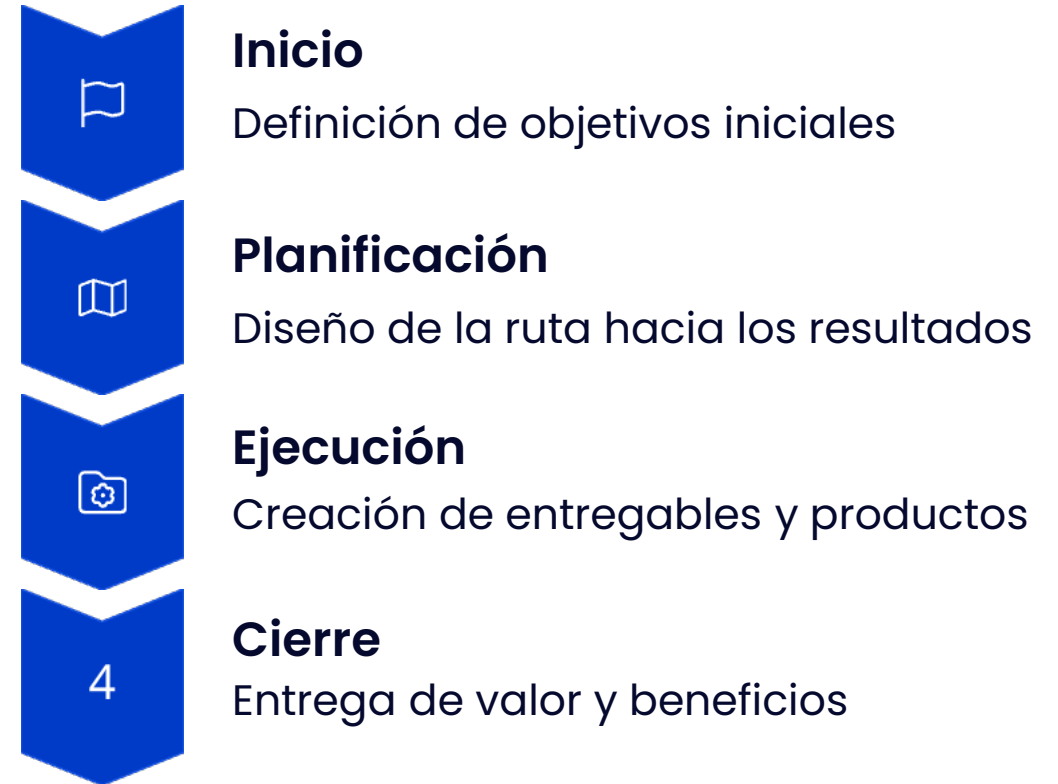 Inicio
Definición de objetivos iniciales
Planificación
Diseño de la ruta hacia los resultados
Ejecución
Creación de entregables y productos
4
Cierre
Entrega de valor y beneficios